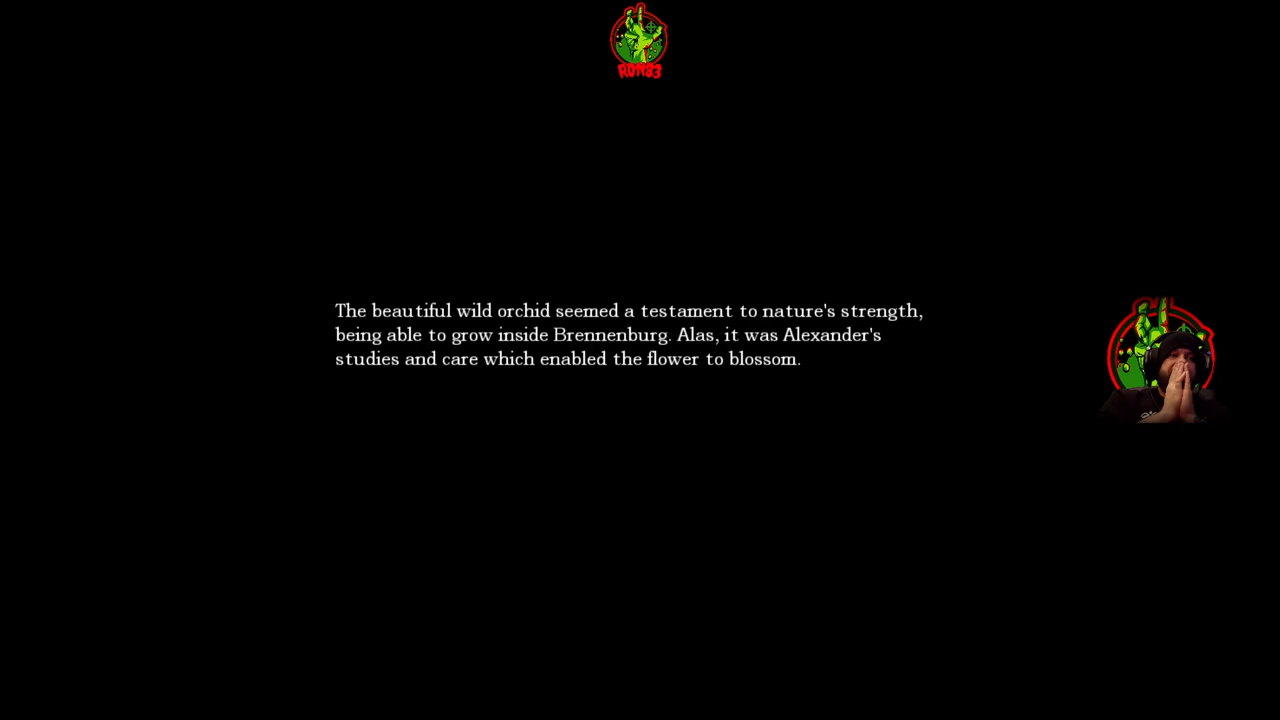 RON83
The beautiful wild orchid seemed a testament to nature's strength,
being able to grow inside Brennenburg. Alas, it was Alexander's
studies and care which enabled the flower to blossom.